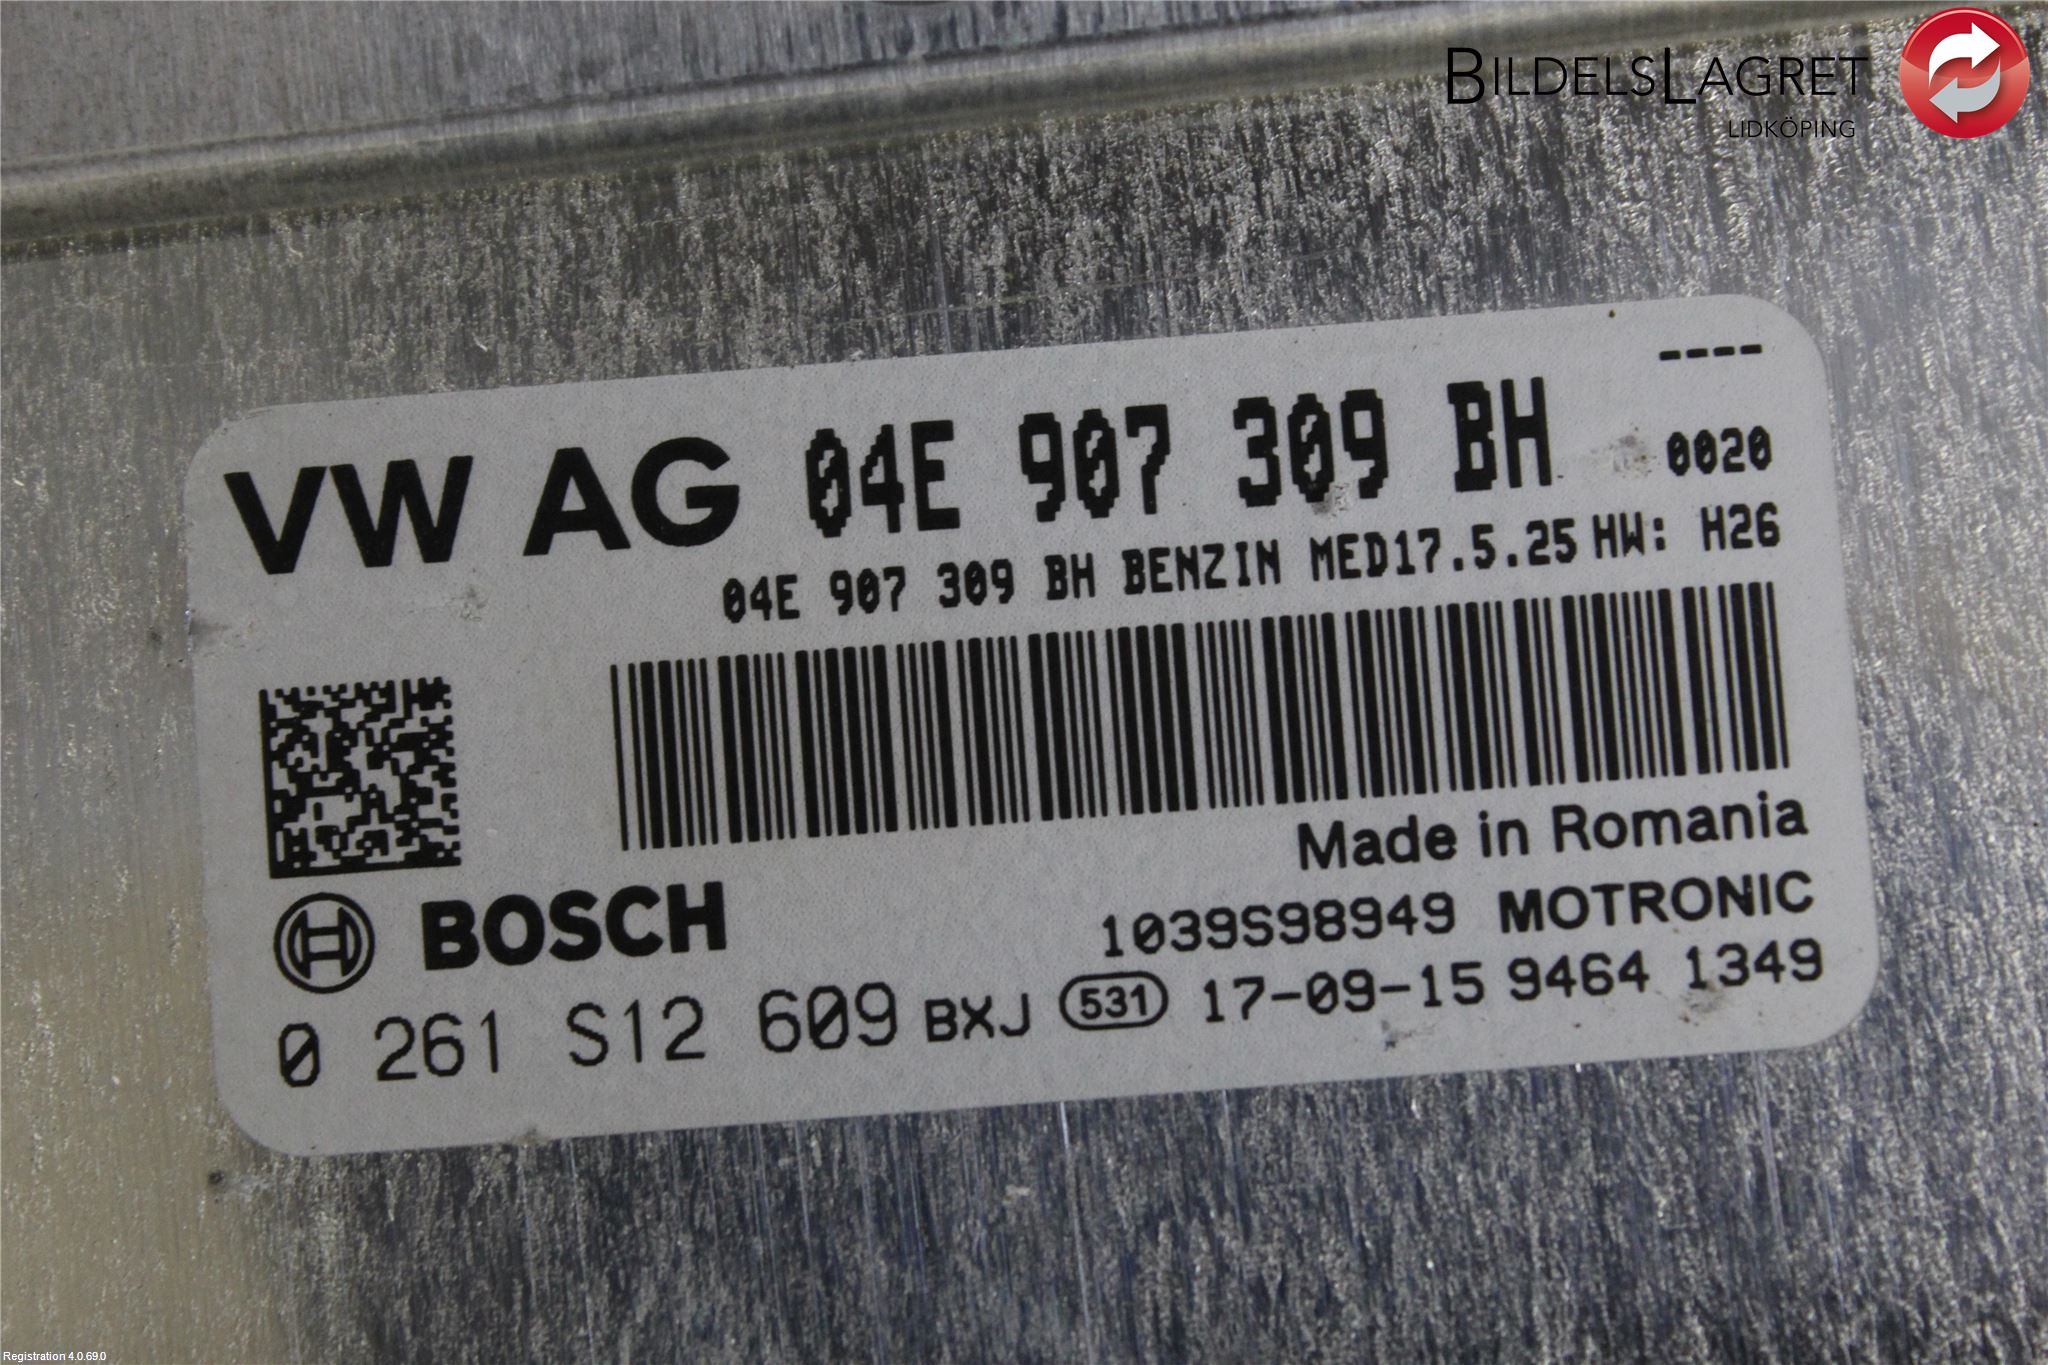 BILDELSLAGRET
LIDKÖPING
----
VW AG 04E 907 309 BH 0020
04E 907 309 BH BENZIN MED17.5.25 HW: H26
Made in Romania
BOSCH 1039S98949 MOTRONIC
0 261 S12 609 BXJ 531 17-09-15 9464 1349
Registration 4.0.69.0